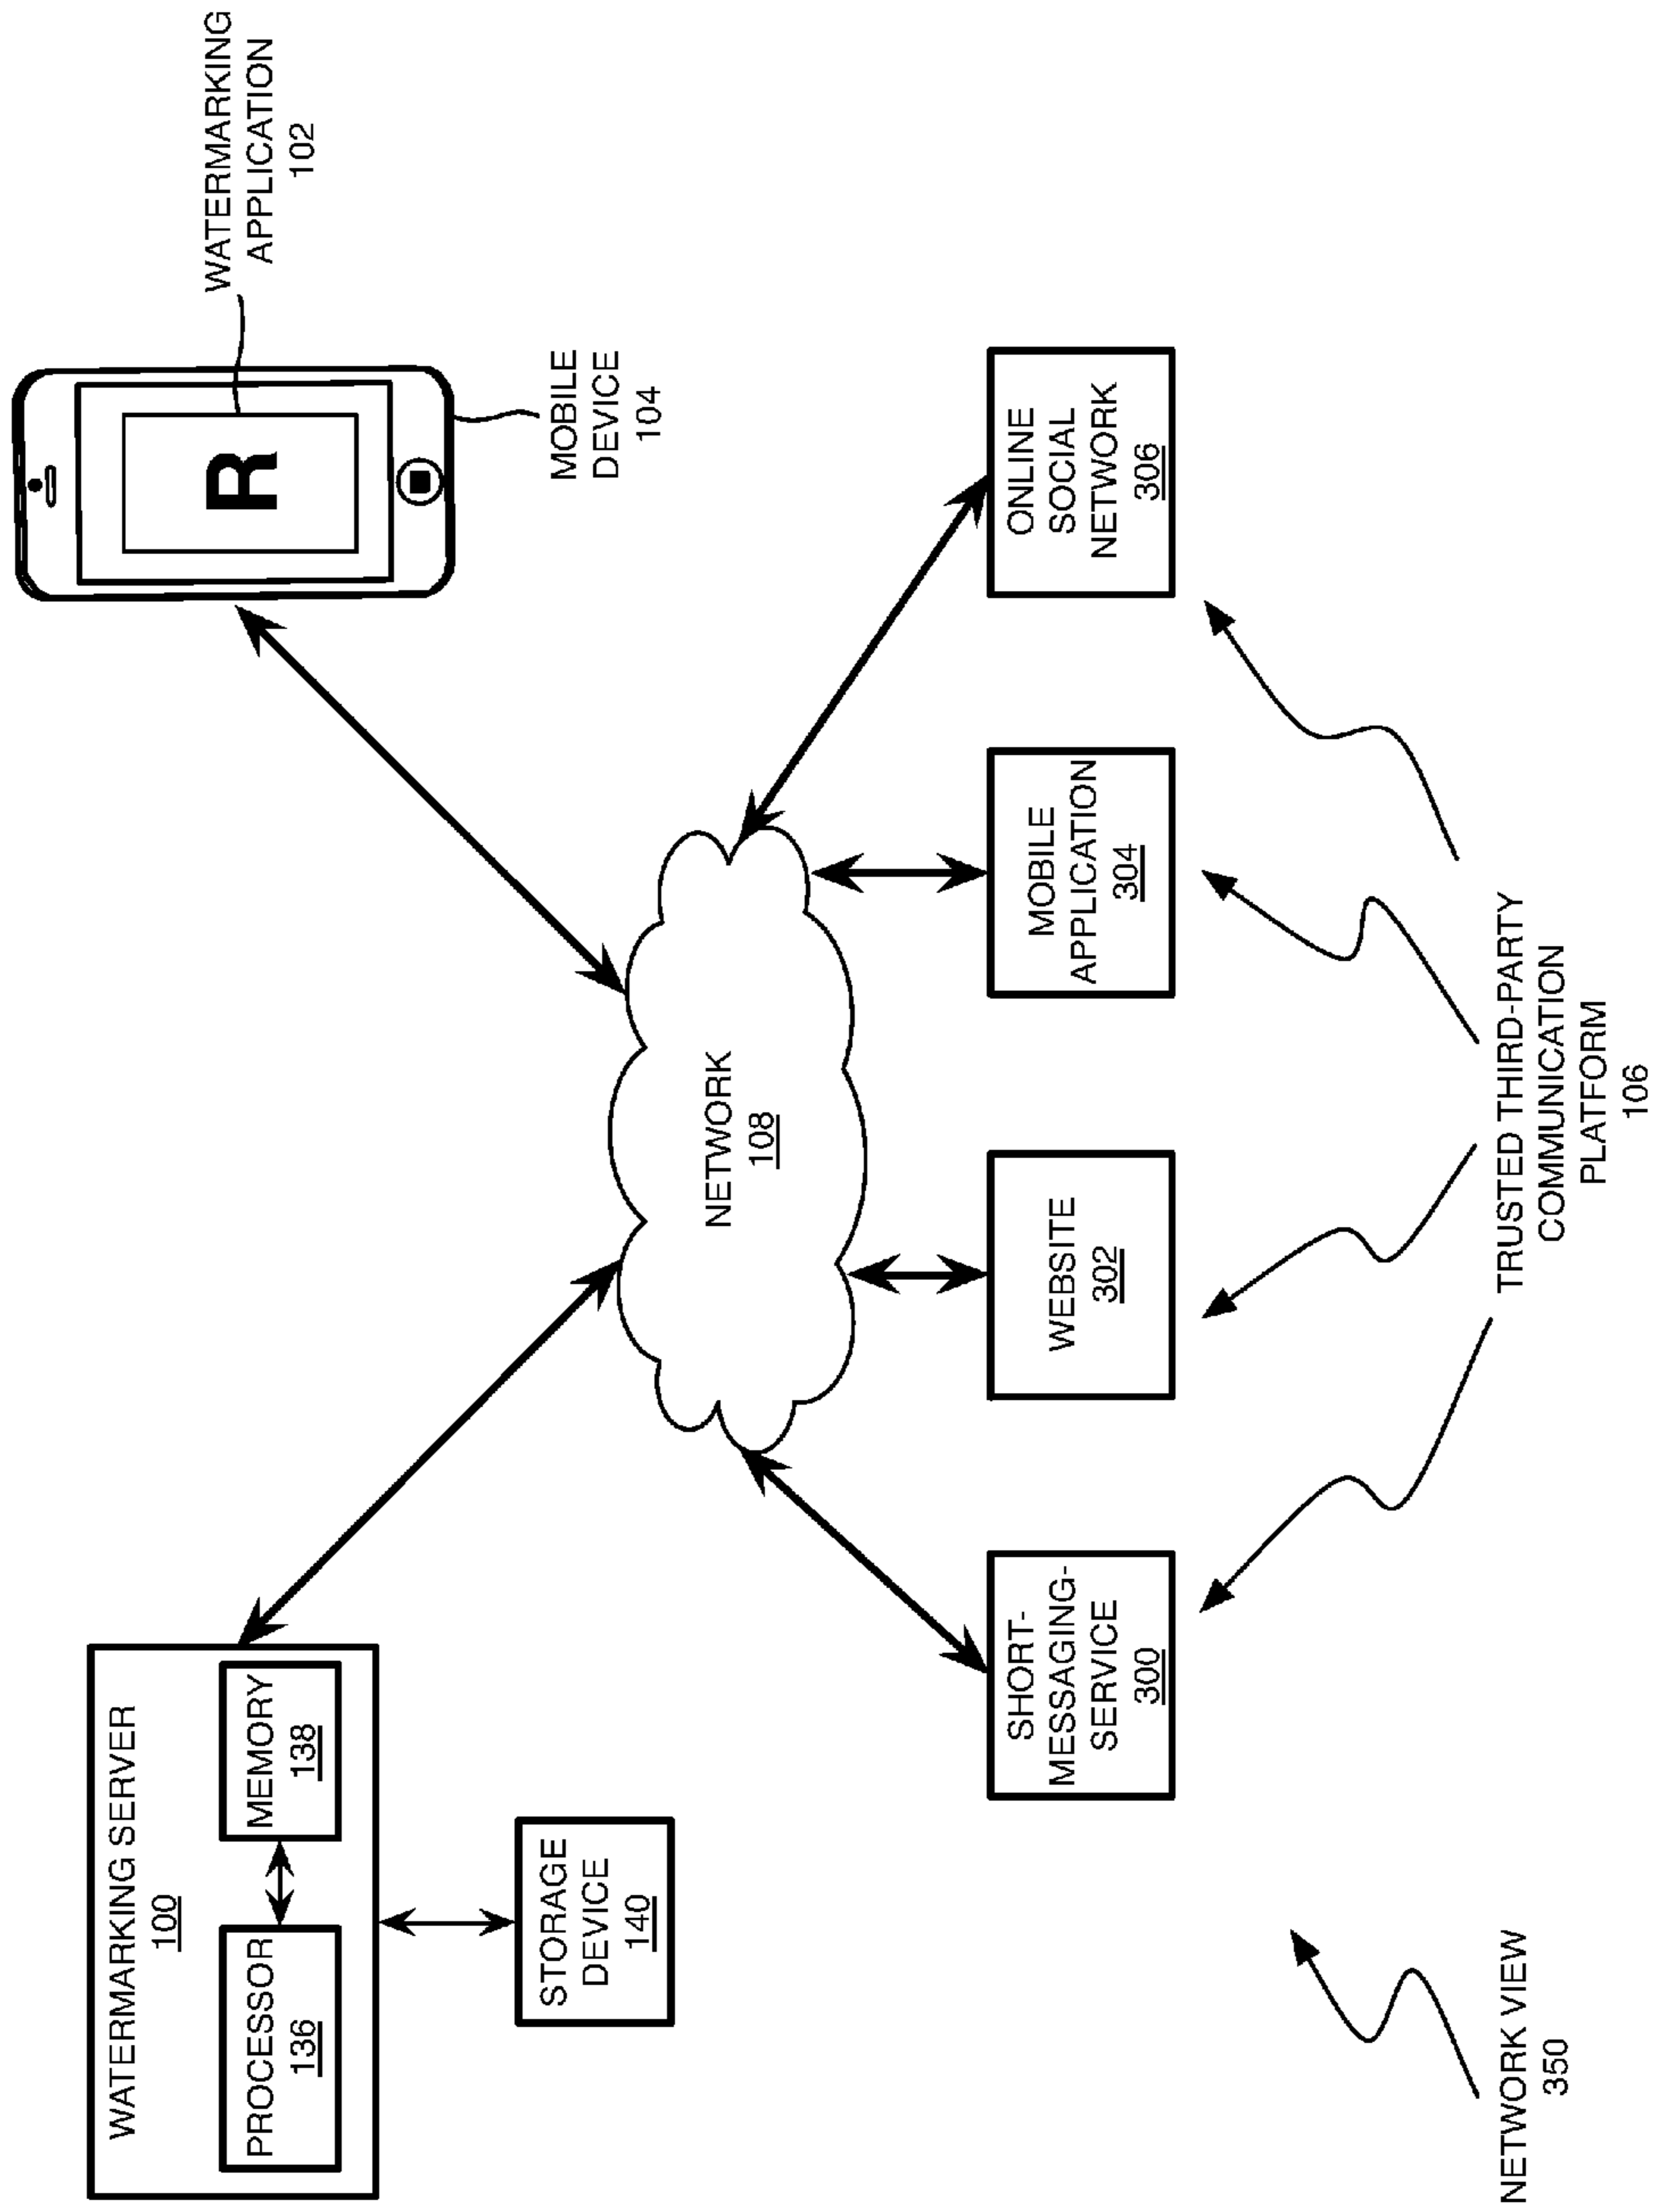 WATERMARKING SERVER
100
PROCESSOR
136
MEMORY
138
STORAGE
DEVICE
140
R
WATERMARKING
APPLICATION
102
MOBILE
DEVICE
104
NETWORK
108
SHORT-
MESSAGING-
SERVICE
300
WEBSITE
302
MOBILE
APPLICATION
304
ONLINE
SOCIAL
NETWORK
306
TRUSTED THIRD-PARTY
COMMUNICATION
PLATFORM
106
NETWORK VIEW
350